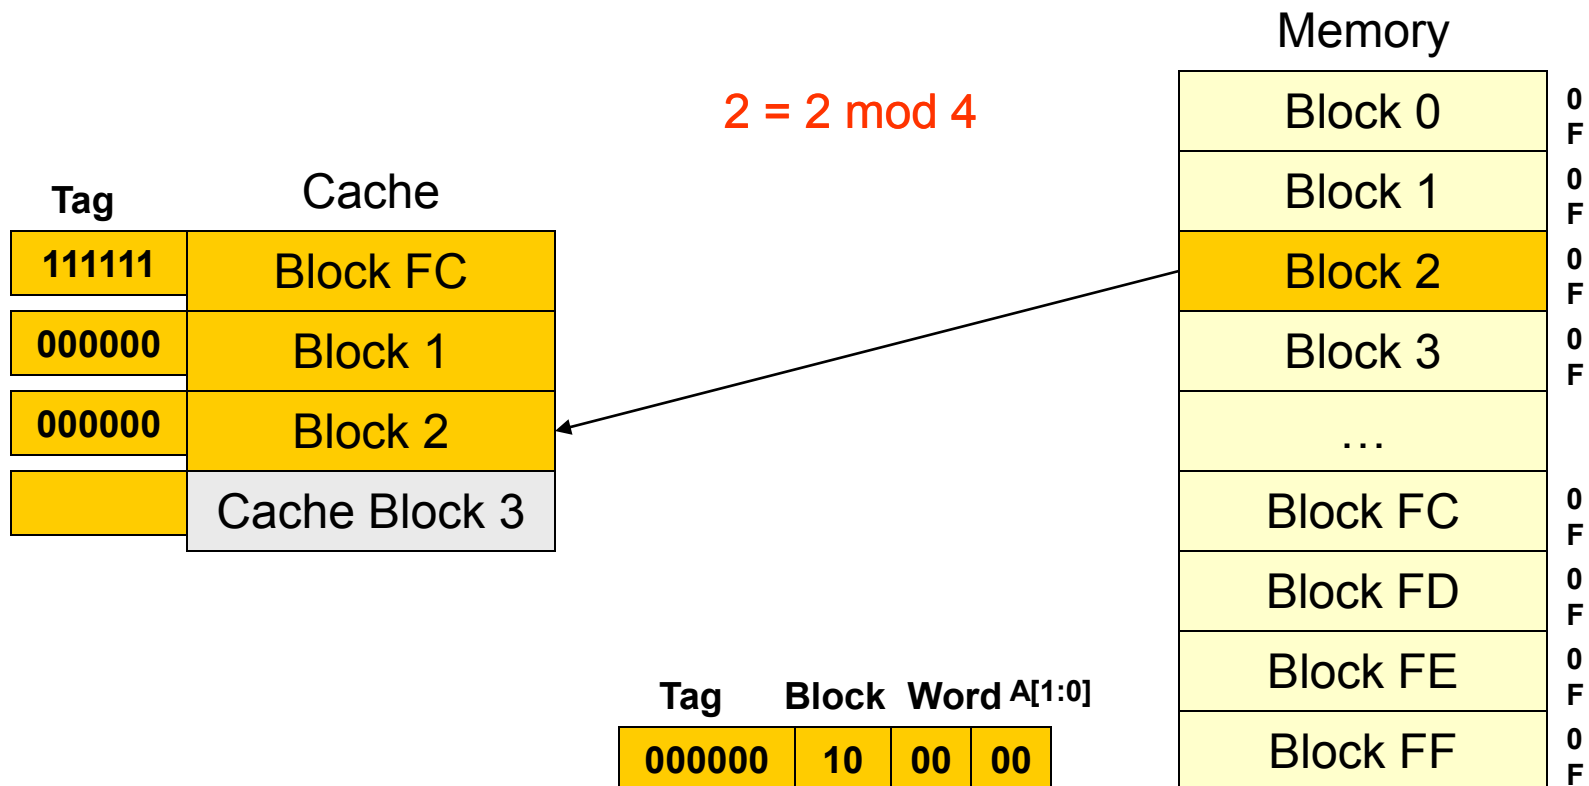 Memory
2 = 2 mod 4
Block 0
0
F
Block 1
0
F
Block 2
0
F
Block 3
0
F
…
Block FC
0
F
Block FD
0
F
Block FE
0
F
Block FF
0
F
Tag Cache
111111 Block FC
000000 Block 1
000000 Block 2
Cache Block 3
Tag Block Word A[1:0]
000000 10 00 00